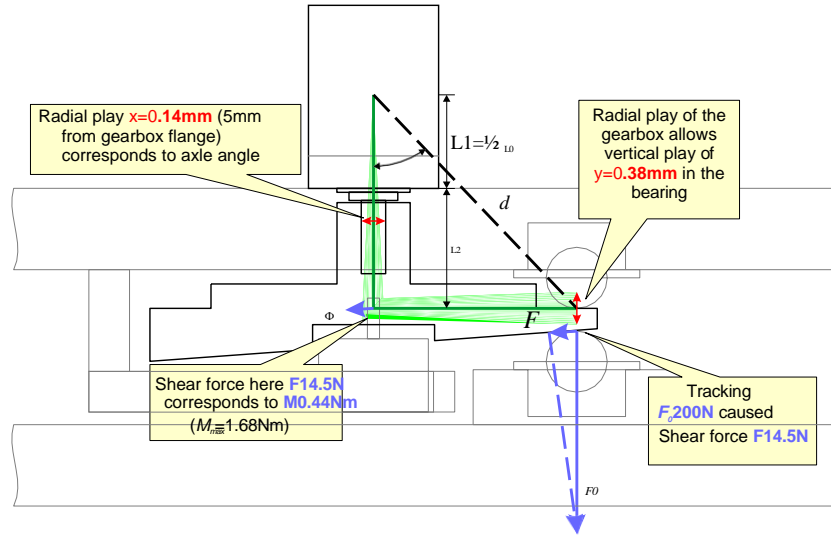 Radial play x=0.14mm (5mm
from gearbox flange)
corresponds to axle angle
L1=½ L0
Radial play of the
gearbox allows
vertical play of
y=0.38mm in the
bearing
d
L2
Φ
F
Shear force here F14.5N
corresponds to M0.44Nm
(Mmax=1.68Nm)
Tracking
F0200N caused
Shear force F14.5N
F0